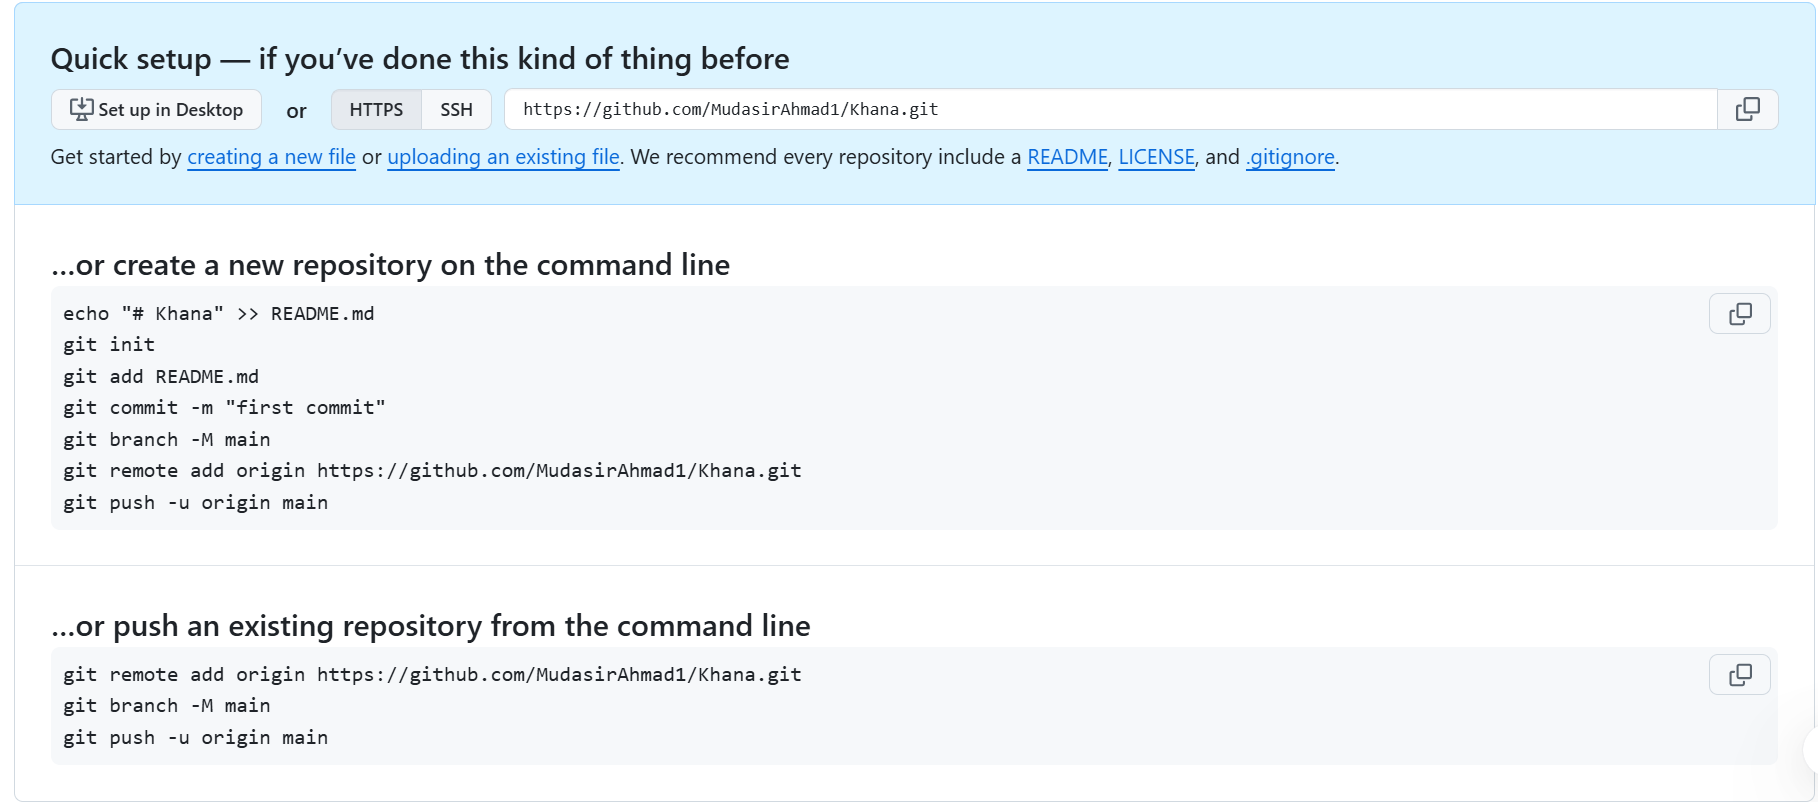 Quick setup — if you’ve done this kind of thing before
Set up in Desktop or HTTPS SSH https://github.com/MudasirAhmad1/Khana.git
Get started by creating a new file or uploading an existing file. We recommend every repository include a README, LICENSE, and .gitignore.
…or create a new repository on the command line
echo "# Khana" >> README.md
git init
git add README.md
git commit -m "first commit"
git branch -M main
git remote add origin https://github.com/MudasirAhmad1/Khana.git
git push -u origin main
…or push an existing repository from the command line
git remote add origin https://github.com/MudasirAhmad1/Khana.git
git branch -M main
git push -u origin main